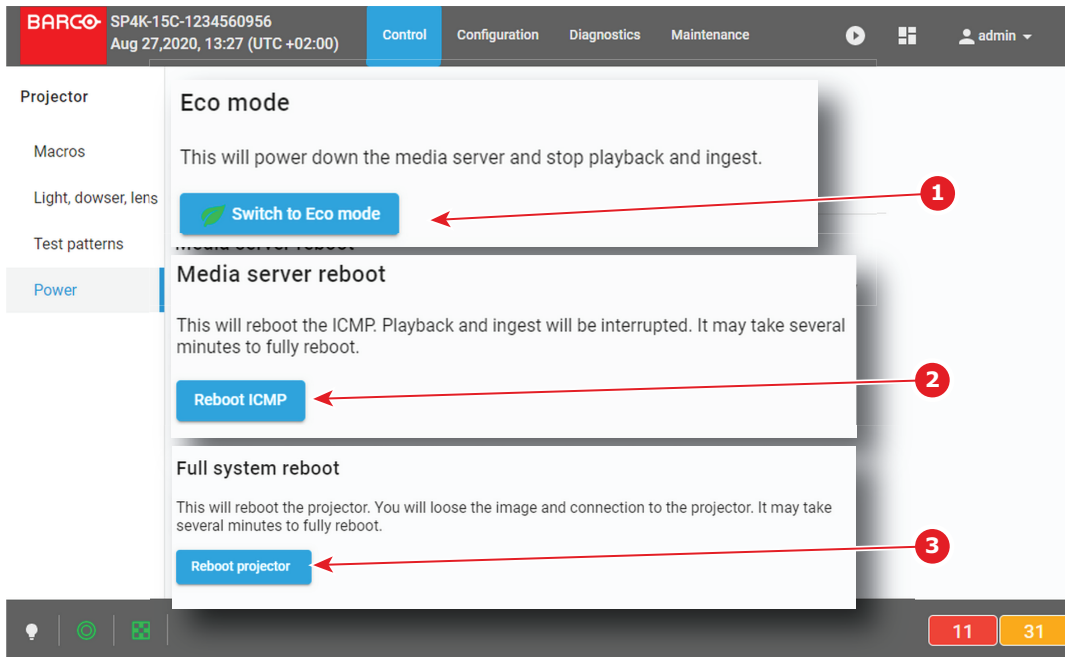 BARCO
SP4K-15C-1234560956
Aug 27,2020, 13:27 (UTC +02:00)
Control
Configuration
Diagnostics
Maintenance
admin
Projector
Macros
Light, dowser, lens
Test patterns
Power
Eco mode
This will power down the media server and stop playback and ingest.
Switch to Eco mode
1
Media server reboot
Media server reboot
This will reboot the ICMP. Playback and ingest will be interrupted. It may take several
minutes to fully reboot.
Reboot ICMP
2
Full system reboot
This will reboot the projector. You will loose the image and connection to the projector. It may take
several minutes to fully reboot.
Reboot projector
3
11
31